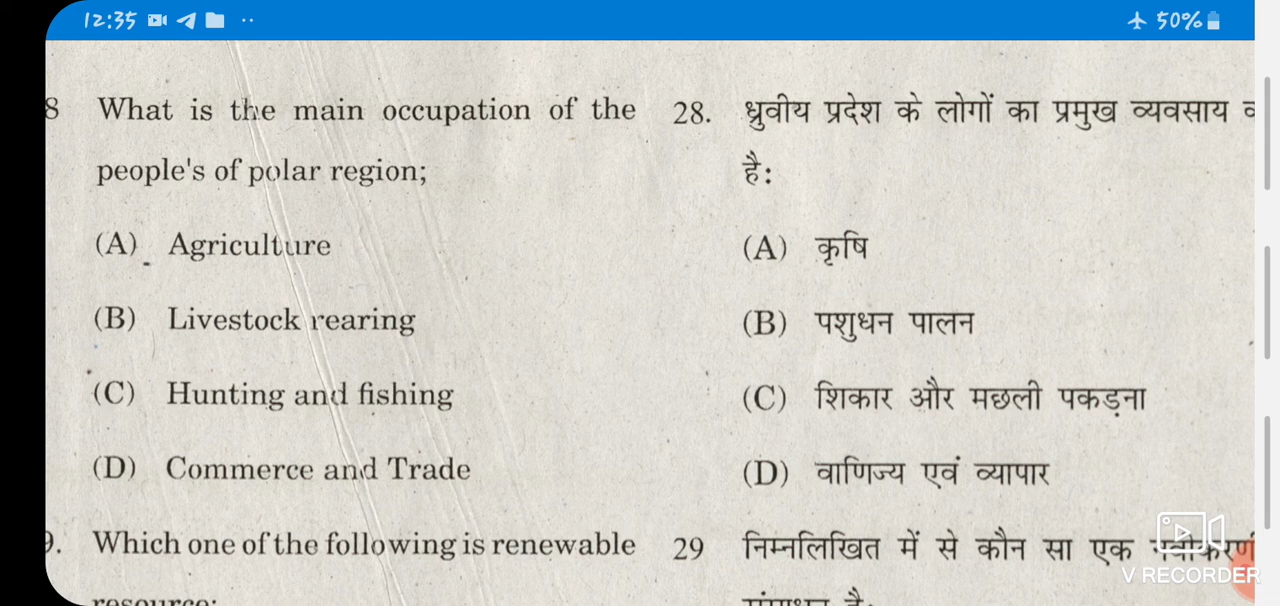 12:35
50%
8 What is the main occupation of the
people's of polar region;
(A) Agriculture
(B) Livestock rearing
(C) Hunting and fishing
(D) Commerce and Trade
9. Which one of the following is renewable
resource:
28. ध्रुवीय प्रदेश के लोगों का प्रमुख व्यवसाय
है:
(A) कृषि
(B) पशुधन पालन
(C) शिकार और मछली पकड़ना
(D) वाणिज्य एवं व्यापार
29 निम्नलिखित में से कौन सा एक
है:
V RECORDER